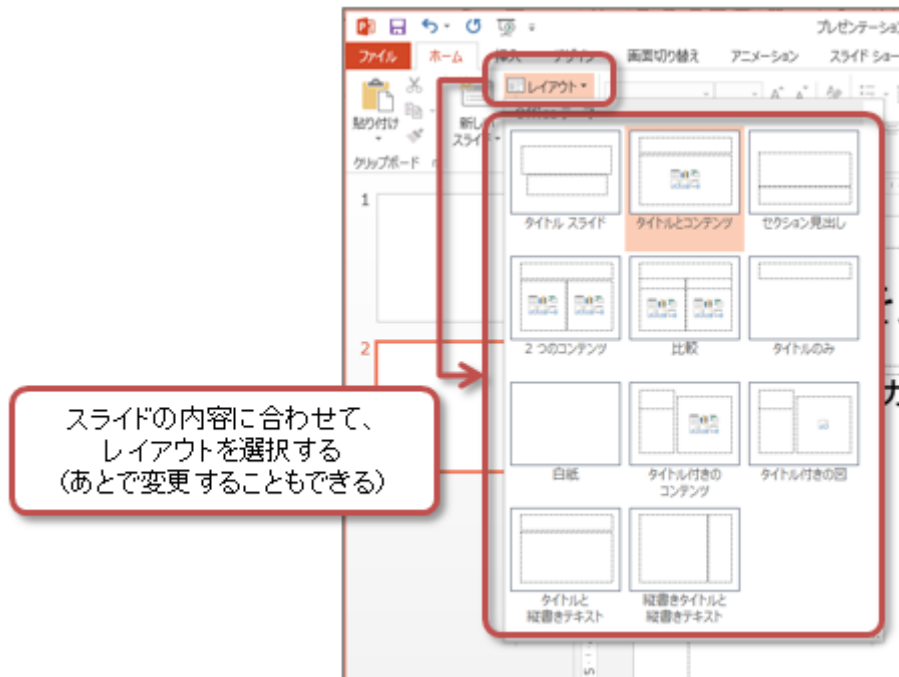 ファイル
ホーム
挿入
デザイン
画面切り替え
アニメーション
スライド ショー
貼り付け
新しい
スライド
レイアウト
クリップボード
Office テーマ
1
タイトル スライド
タイトルとコンテンツ
セクション見出し
2
2 つのコンテンツ
比較
タイトルのみ
スライドの内容に合わせて、
レイアウトを選択する
(あとで変更することもできる)
白紙
タイトル付きの
コンテンツ
タイトル付きの図
タイトルと
縦書きテキスト
縦書きタイトルと
縦書きテキスト